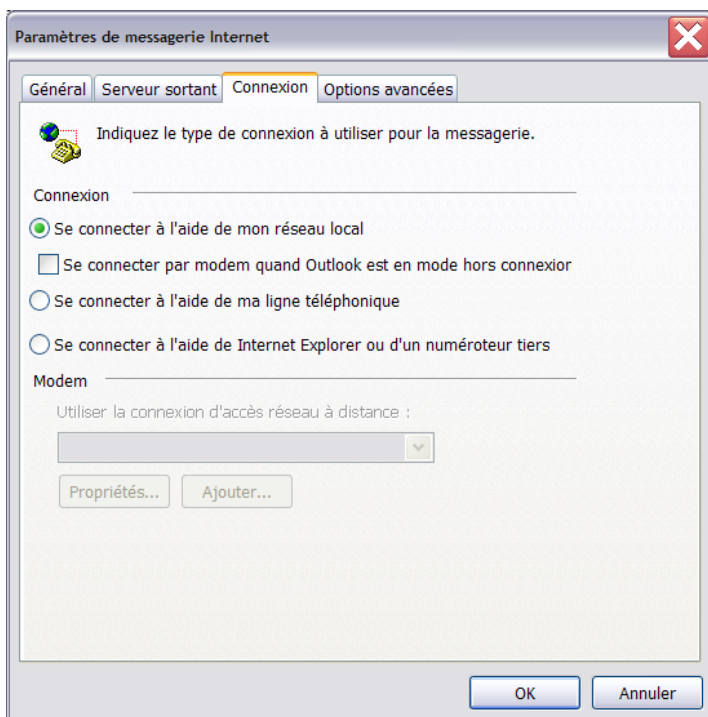 Paramètres de messagerie Internet
Général Serveur sortant Connexion Options avancées
Indiquez le type de connexion à utiliser pour la messagerie.
Connexion
Se connecter à l'aide de mon réseau local
Se connecter par modem quand Outlook est en mode hors connexior
Se connecter à l'aide de ma ligne téléphonique
Se connecter à l'aide de Internet Explorer ou d'un numéroteur tiers
Modem
Utiliser la connexion d'accès réseau à distance :
Propriétés... Ajouter...
OK Annuler